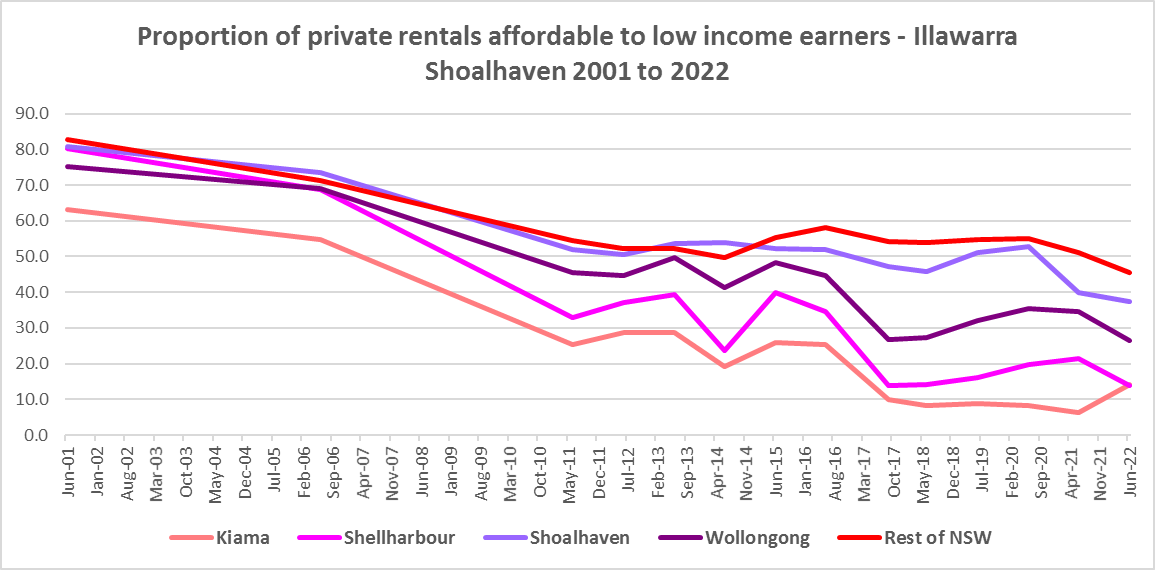 Proportion of private rentals affordable to low income earners - Illawarra
Shoalhaven 2001 to 2022
90.0
80.0
70.0
60.0
50.0
40.0
30.0
20.0
10.0
0.0
Jun-01
Jan-02
Aug-02
Mar-03
Oct-03
May-04
Dec-04
Jul-05
Feb-06
Sep-06
Apr-07
Nov-07
Jun-08
Jan-09
Aug-09
Mar-10
Oct-10
May-11
Dec-11
Jul-12
Feb-13
Sep-13
Apr-14
Nov-14
Jun-15
Jan-16
Aug-16
Mar-17
Oct-17
May-18
Dec-18
Jul-19
Feb-20
Sep-20
Apr-21
Nov-21
Jun-22
Kiama
Shellharbour
Shoalhaven
Wollongong
Rest of NSW